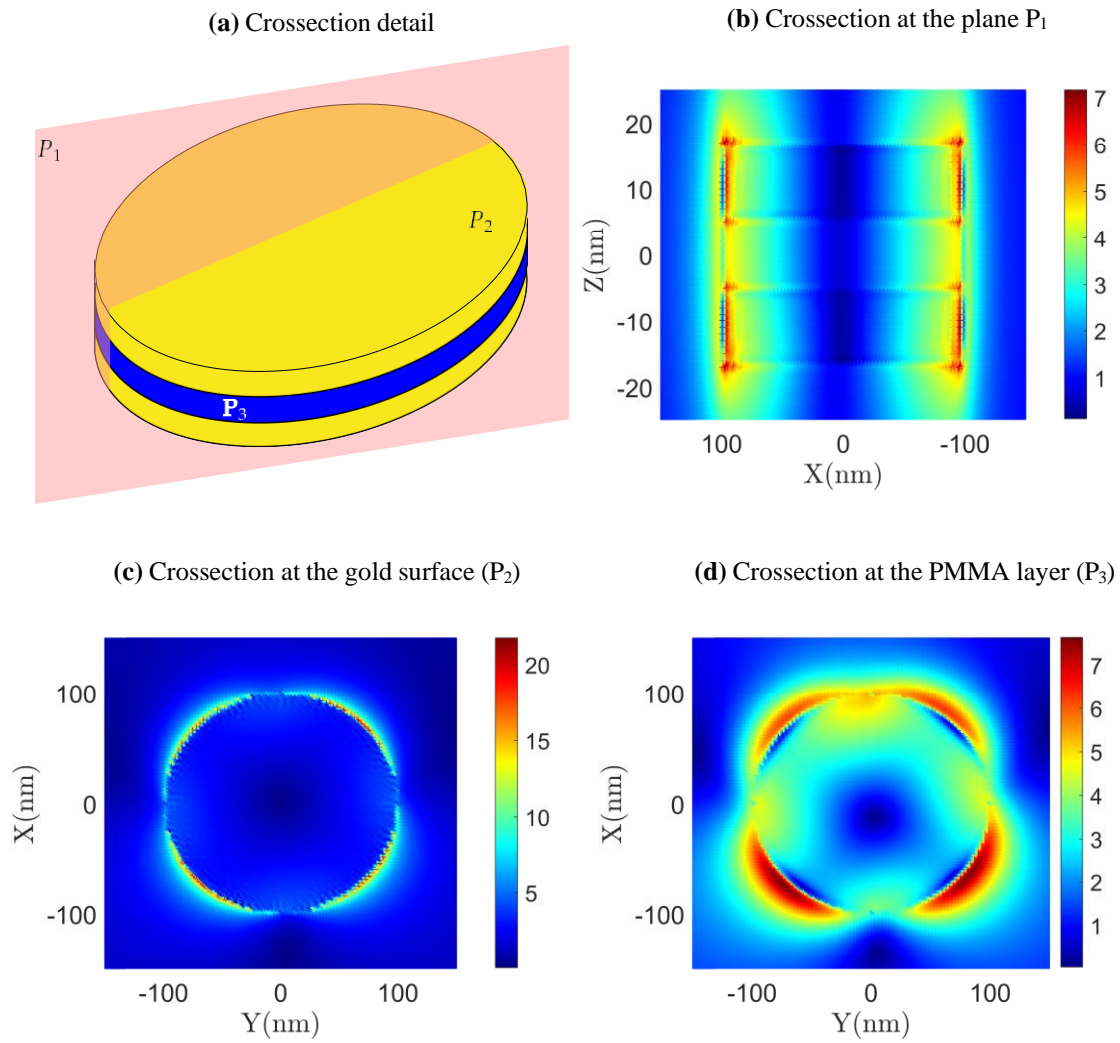 (a) Crossection detail
P1
P2
P3
(b) Crossection at the plane P1
Z(nm)
20
10
0
-10
-20
100 0 -100
X(nm)
7
6
5
4
3
2
1
(c) Crossection at the gold surface (P2)
X(nm)
100
0
-100
-100 0 100
Y(nm)
20
15
10
5
(d) Crossection at the PMMA layer (P3)
X(nm)
100
0
-100
-100 0 100
Y(nm)
7
6
5
4
3
2
1